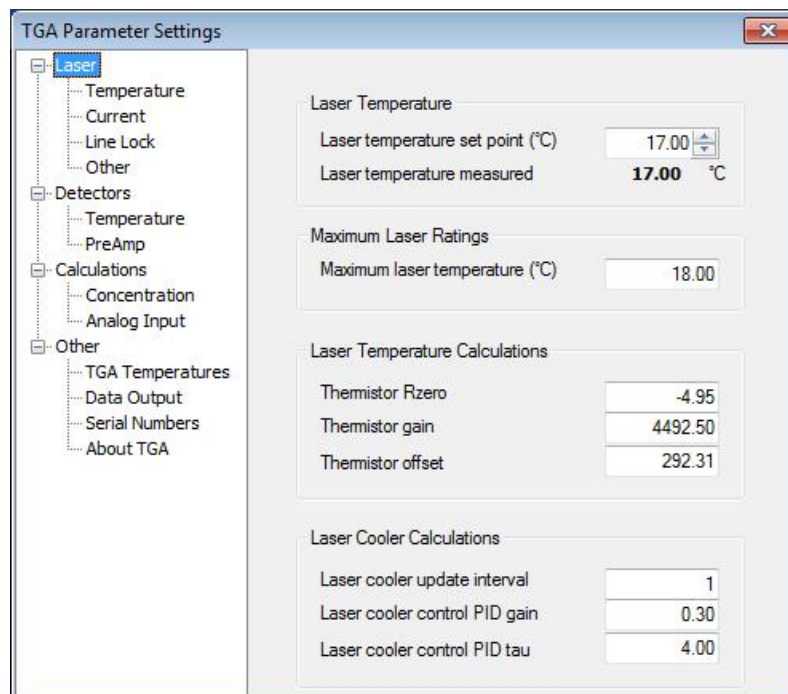 TGA Parameter Settings
Laser
Temperature
Current
Line Lock
Other
Detectors
Temperature
PreAmp
Calculations
Concentration
Analog Input
Other
TGA Temperatures
Data Output
Serial Numbers
About TGA
Laser Temperature
Laser temperature set point (°C) 17.00
Laser temperature measured 17.00 °C
Maximum Laser Ratings
Maximum laser temperature (°C) 18.00
Laser Temperature Calculations
Thermistor Rzero -4.95
Thermistor gain 4492.50
Thermistor offset 292.31
Laser Cooler Calculations
Laser cooler update interval 1
Laser cooler control PID gain 0.30
Laser cooler control PID tau 4.00